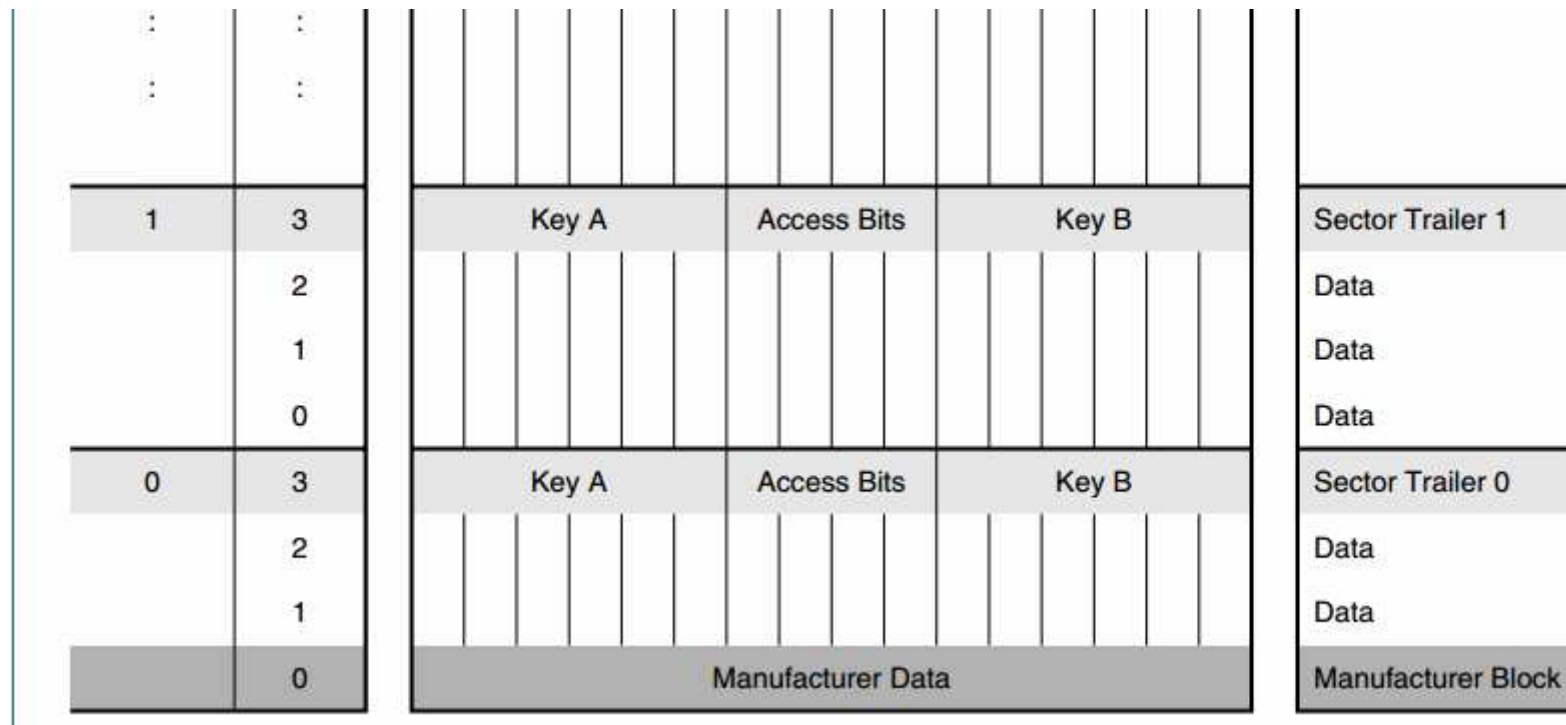 : :
: :
1 3 Key A Access Bits Key B Sector Trailer 1
2 Data
1 Data
0 Data
0 3 Key A Access Bits Key B Sector Trailer 0
2 Data
1 Data
0 Manufacturer Data Manufacturer Block